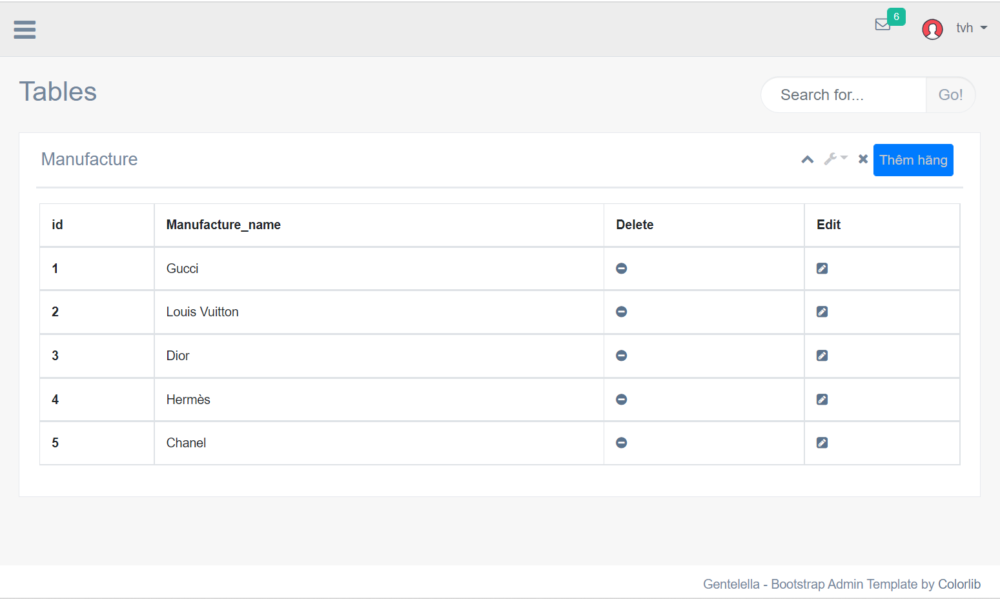 6
tvh
Tables
Search for... Go!
Manufacture
Thêm hãng
id Manufacture_name Delete Edit
1 Gucci
2 Louis Vuitton
3 Dior
4 Hermès
5 Chanel
Gentelella - Bootstrap Admin Template by Colorlib